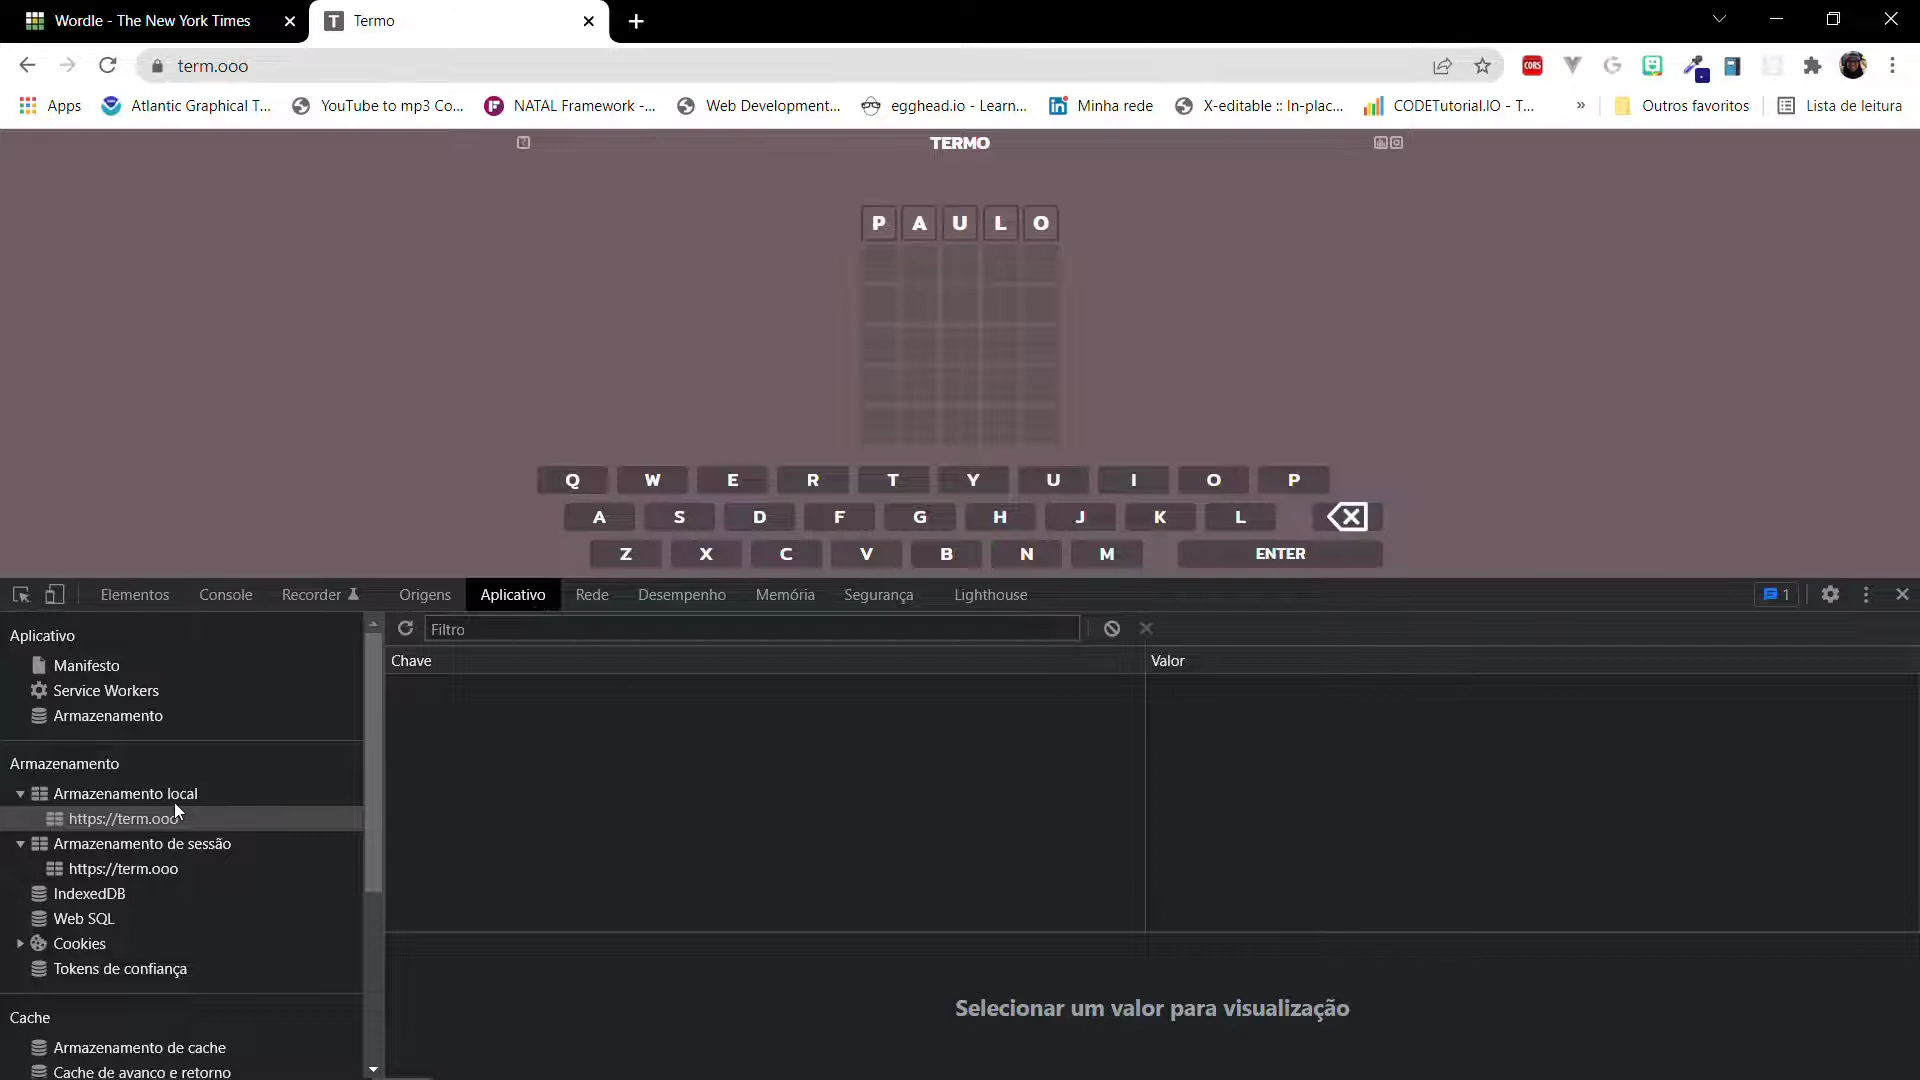 Wordle - The New York Times
T Termo
term.ooo
CORS
Apps Atlantic Graphical T... YouTube to mp3 Co... NATAL Framework -... Web Development... egghead.io - Learn... Minha rede X-editable :: In-plac... CODETutorial.IO - T... » Outros favoritos Lista de leitura
? TERMO
P A U L O
Q W E R T Y U I O P
A S D F G H J K L
Z X C V B N M ENTER
Elementos Console Recorder Origens Aplicativo Rede Desempenho Memória Segurança Lighthouse 1
Aplicativo
Filtro
Manifesto
Chave Valor
Service Workers
Armazenamento
Armazenamento
Armazenamento local
https://term.ooo
Armazenamento de sessão
https://term.ooo
IndexedDB
Web SQL
Cookies
Tokens de confiança
Selecionar um valor para visualização
Cache
Armazenamento de cache
Cache de avanço e retorno